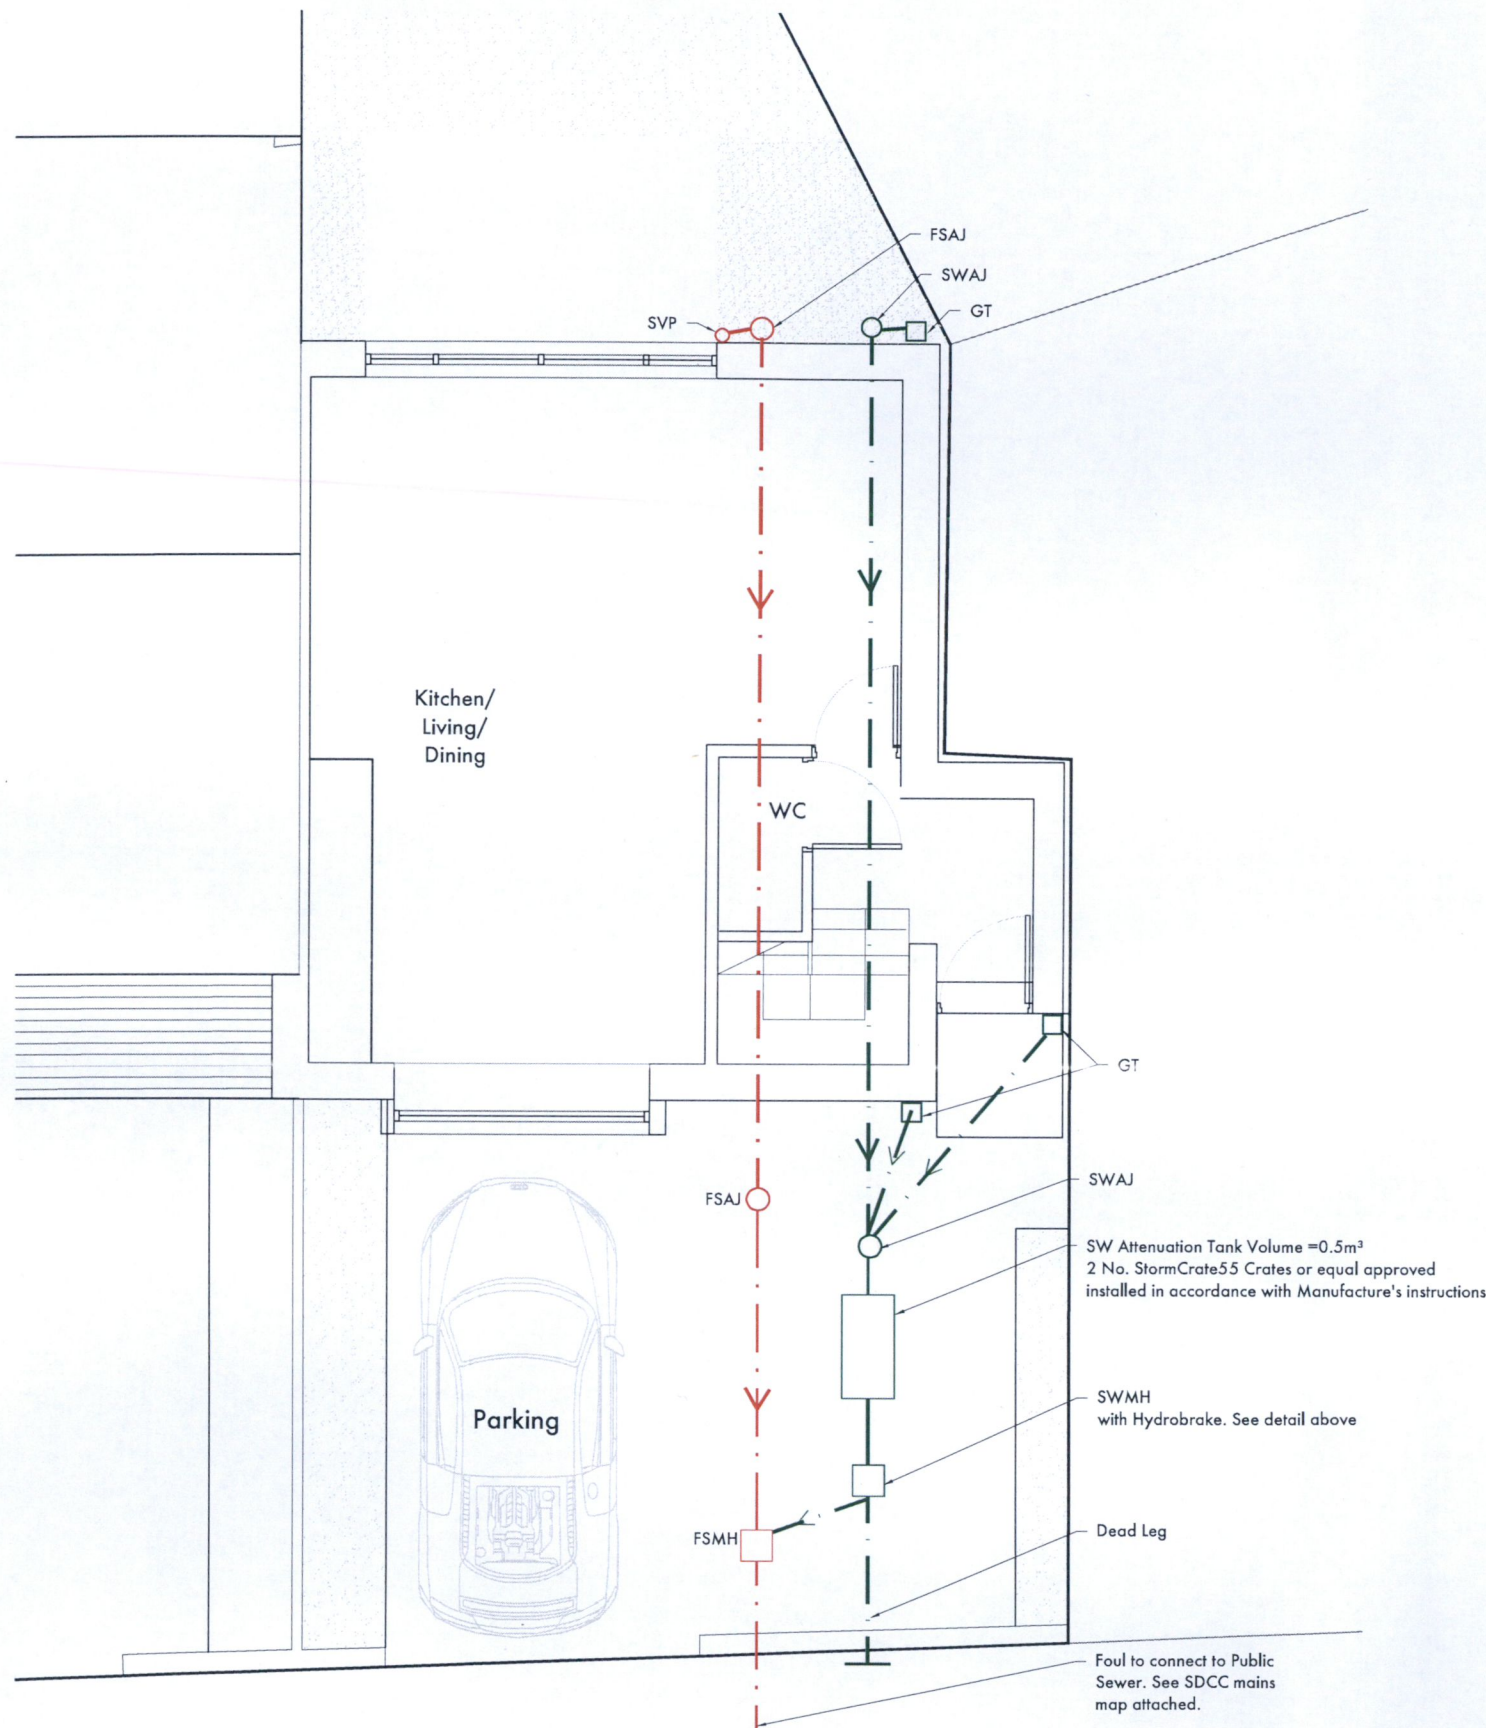 FSAJ
SWAJ
GT
SVP
Kitchen/
Living/
Dining
WC
GT
SWAJ
FSAJ
SW Attenuation Tank Volume =0.5m³
2 No. StormCrate55 Crates or equal approved
installed in accordance with Manufacture's instructions
SWMH
with Hydrobrake. See detail above
Parking
Dead Leg
FSMH
Foul to connect to Public
Sewer. See SDCC mains
map attached.